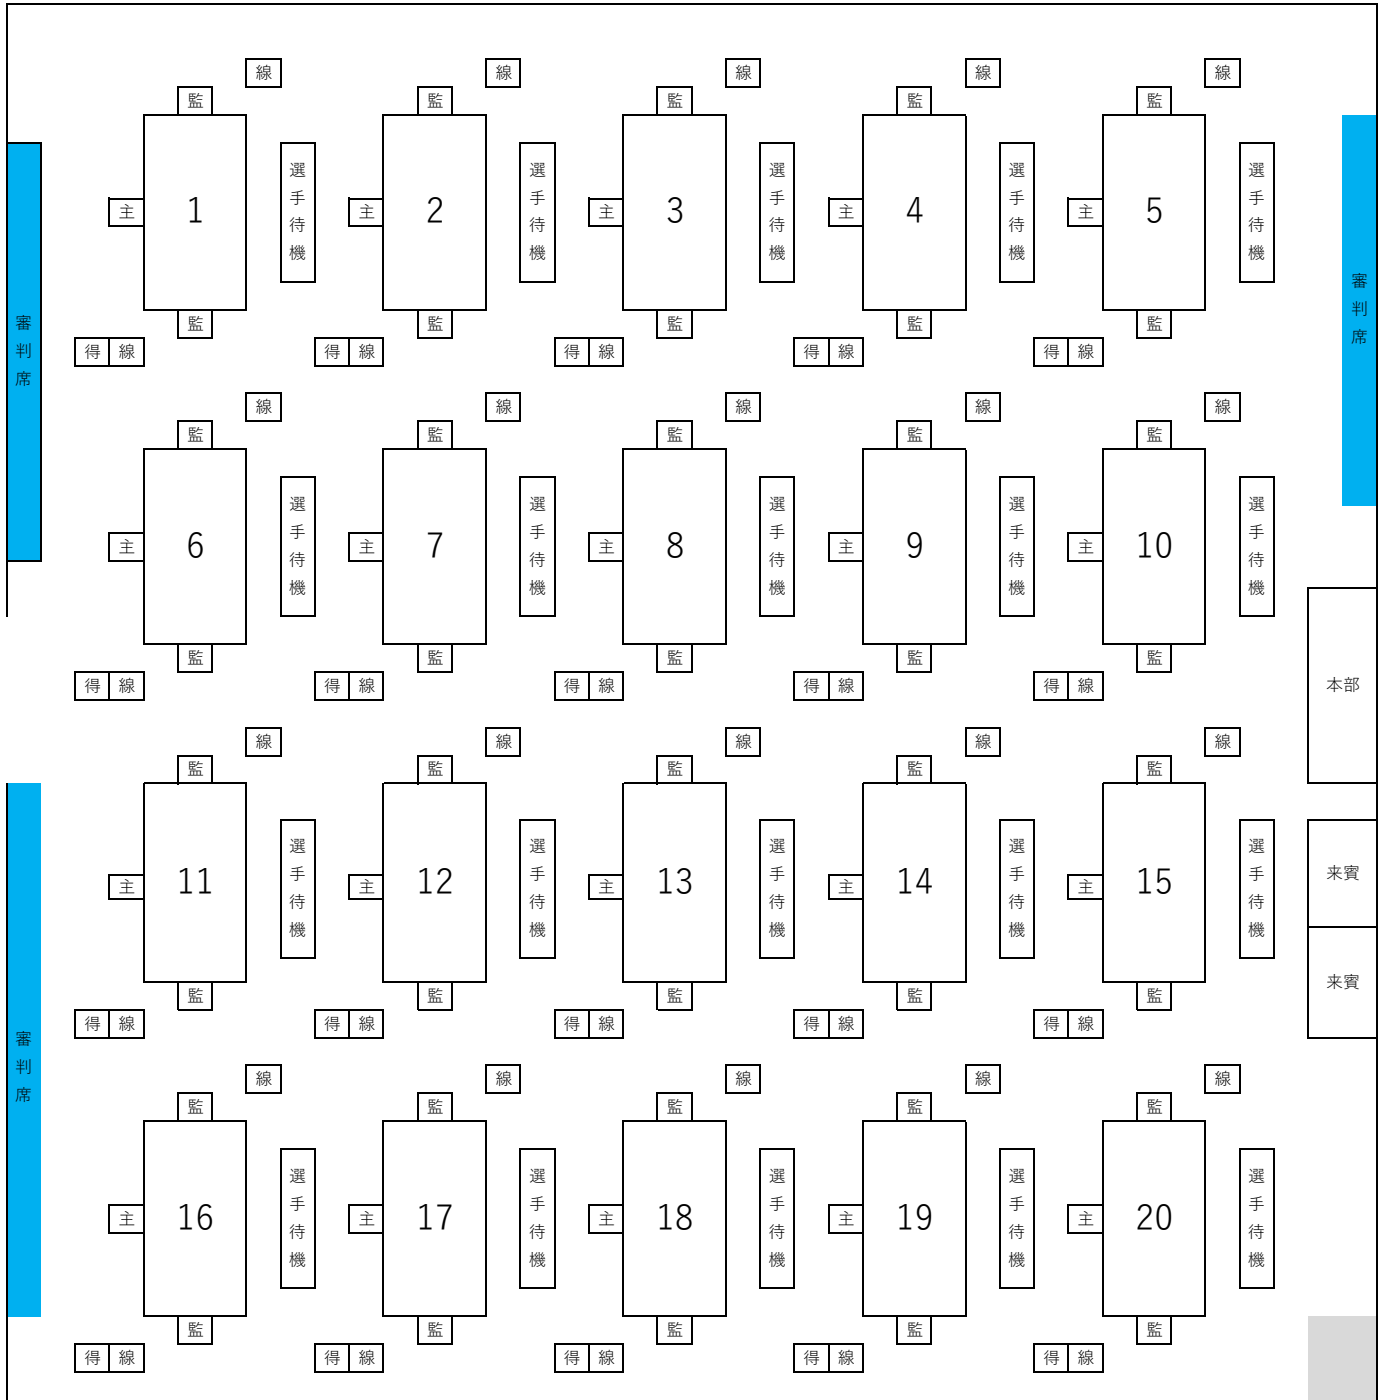 線 線 線 線 線
監 監 監 監 監
選手待機 選手待機 選手待機 選手待機 選手待機
主 1 主 2 主 3 主 4 主 5
審判席
審判席
監 監 監 監 監
得 線 得 線 得 線 得 線 得 線
線 線 線 線 線
監 監 監 監 監
選手待機 選手待機 選手待機 選手待機 選手待機
主 6 主 7 主 8 主 9 主 10
監 監 監 監 監
得 線 得 線 得 線 得 線 得 線
本部
線 線 線 線 線
監 監 監 監 監
選手待機 選手待機 選手待機 選手待機 選手待機
主 11 主 12 主 13 主 14 主 15
来賓
来賓
監 監 監 監 監
得 線 得 線 得 線 得 線 得 線
審判席
線 線 線 線 線
監 監 監 監 監
選手待機 選手待機 選手待機 選手待機 選手待機
主 16 主 17 主 18 主 19 主 20
監 監 監 監 監
得 線 得 線 得 線 得 線 得 線